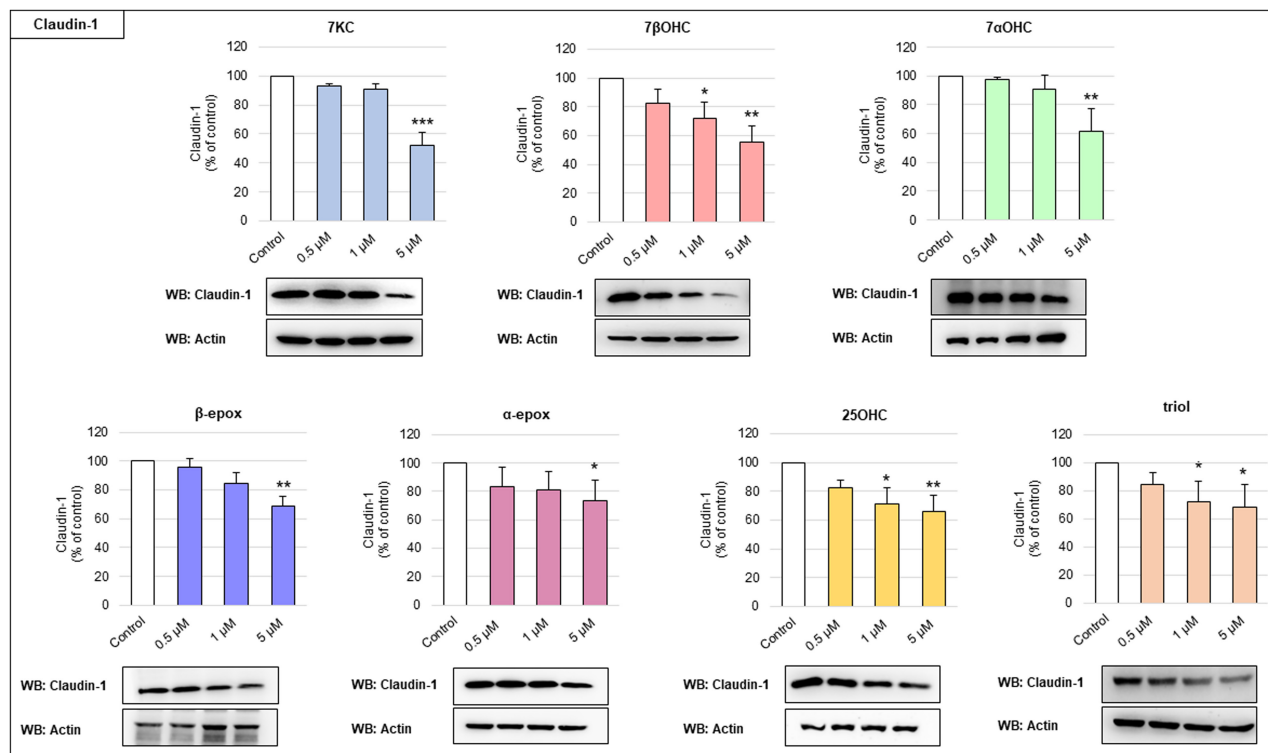 Claudin-1
7KC
Claudin-1
(% of control)
120
100
80
60
40
20
0
***
Control
0.5 µM
1 µM
5 µM
WB: Claudin-1
WB: Actin
7βOHC
Claudin-1
(% of control)
120
100
80
60
40
20
0
*
**
Control
0.5 µM
1 µM
5 µM
WB: Claudin-1
WB: Actin
7αOHC
Claudin-1
(% of control)
120
100
80
60
40
20
0
**
Control
0.5 µM
1 µM
5 µM
WB: Claudin-1
WB: Actin
β-epox
Claudin-1
(% of control)
120
100
80
60
40
20
0
**
Control
0.5 µM
1 µM
5 µM
WB: Claudin-1
WB: Actin
α-epox
Claudin-1
(% of control)
120
100
80
60
40
20
0
*
Control
0.5 µM
1 µM
5 µM
WB: Claudin-1
WB: Actin
25OHC
Claudin-1
(% of control)
120
100
80
60
40
20
0
*
**
Control
0.5 µM
1 µM
5 µM
WB: Claudin-1
WB: Actin
triol
Claudin-1
(% of control)
120
100
80
60
40
20
0
*
*
Control
0.5 µM
1 µM
5 µM
WB: Claudin-1
WB: Actin